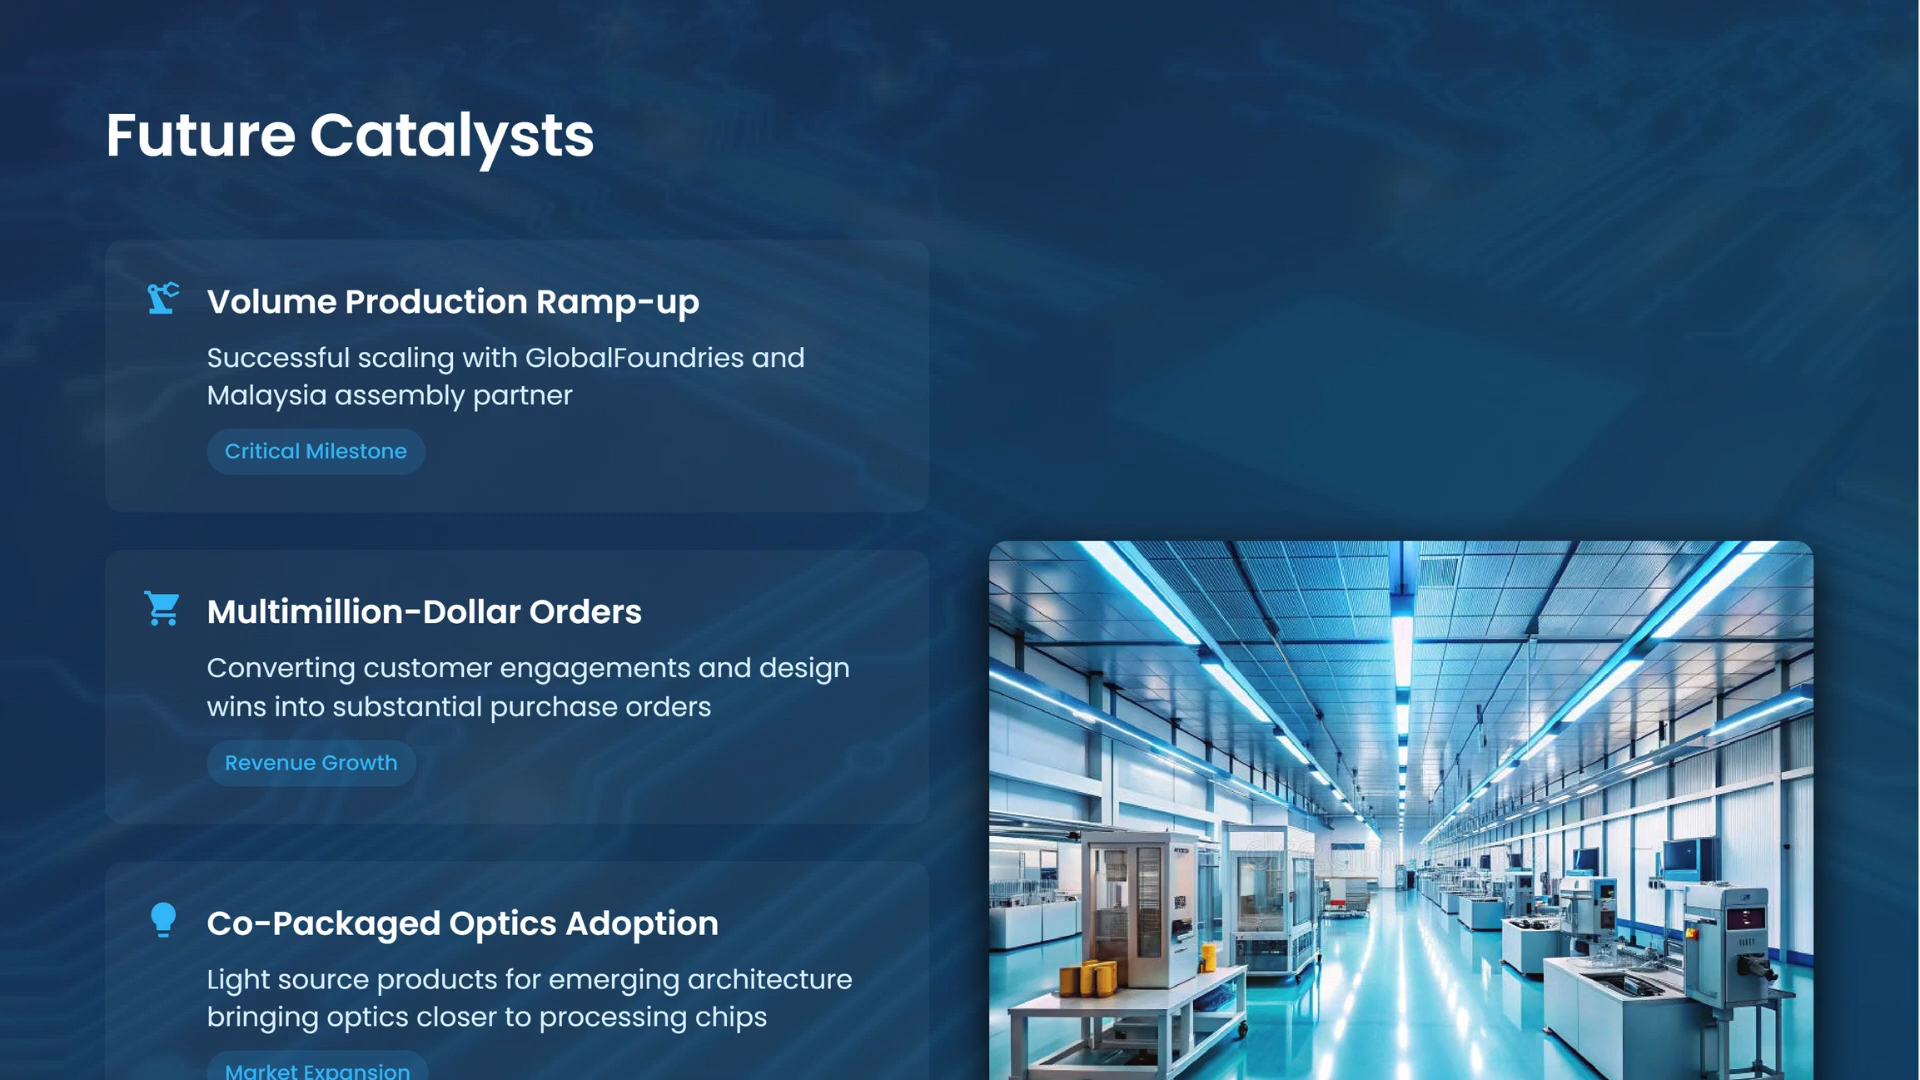 Future Catalysts
Volume Production Ramp-up
Successful scaling with GlobalFoundries and
Malaysia assembly partner
Critical Milestone
Multimillion-Dollar Orders
Converting customer engagements and design
wins into substantial purchase orders
Revenue Growth
Co-Packaged Optics Adoption
Light source products for emerging architecture
bringing optics closer to processing chips
Market Expansion